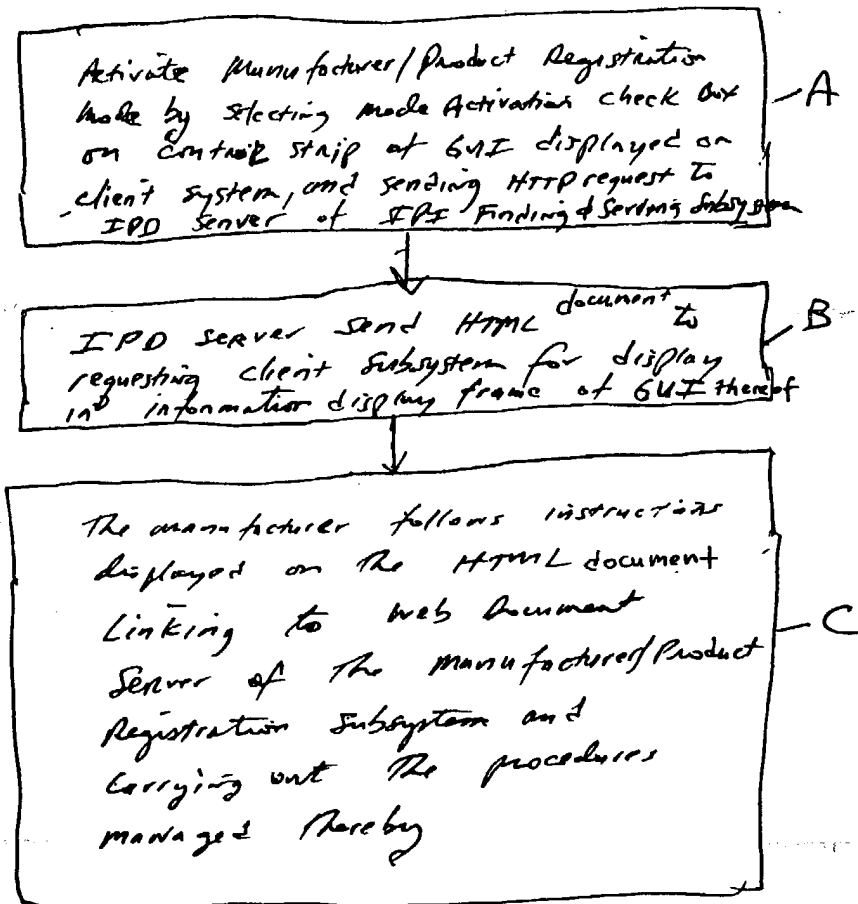 Activate Manufacturer/Product Registration
Mode by selecting Mode Activation check Box
on Control strip of GUI displayed on
client system, and sending HTTP request to
IPD server of IPI Finding & Serving Subsystem
A
IPD server send HTML document to
requesting client subsystem for display
in information display frame of GUI thereof
B
The manufacturer follows instructions
displayed on the HTML document
Linking to web Document
Server of the Manufacturer/Product
Registration Subsystem and
Carrying out the procedures
managed thereby
C